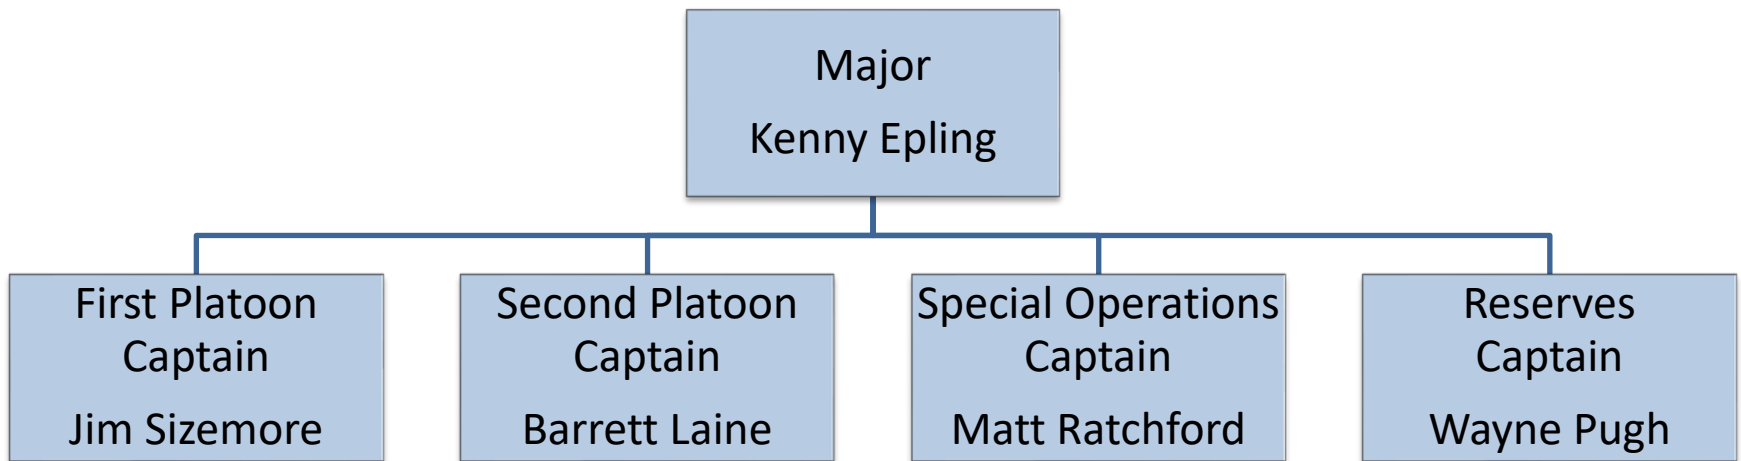 Major
Kenny Epling
First Platoon
Captain
Jim Sizemore
Second Platoon
Captain
Barrett Laine
Special Operations
Captain
Matt Ratchford
Reserves
Captain
Wayne Pugh